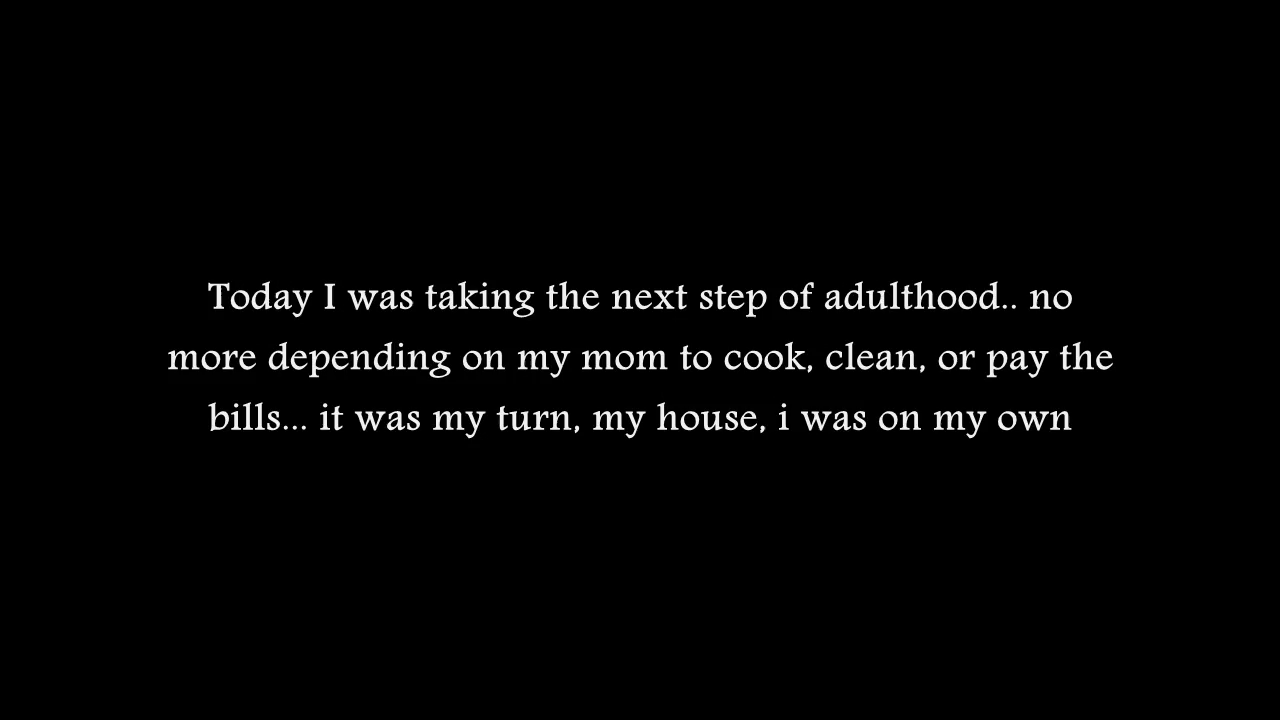 Today I was taking the next step of adulthood.. no
more depending on my mom to cook, clean, or pay the
bills... it was my turn, my house, i was on my own